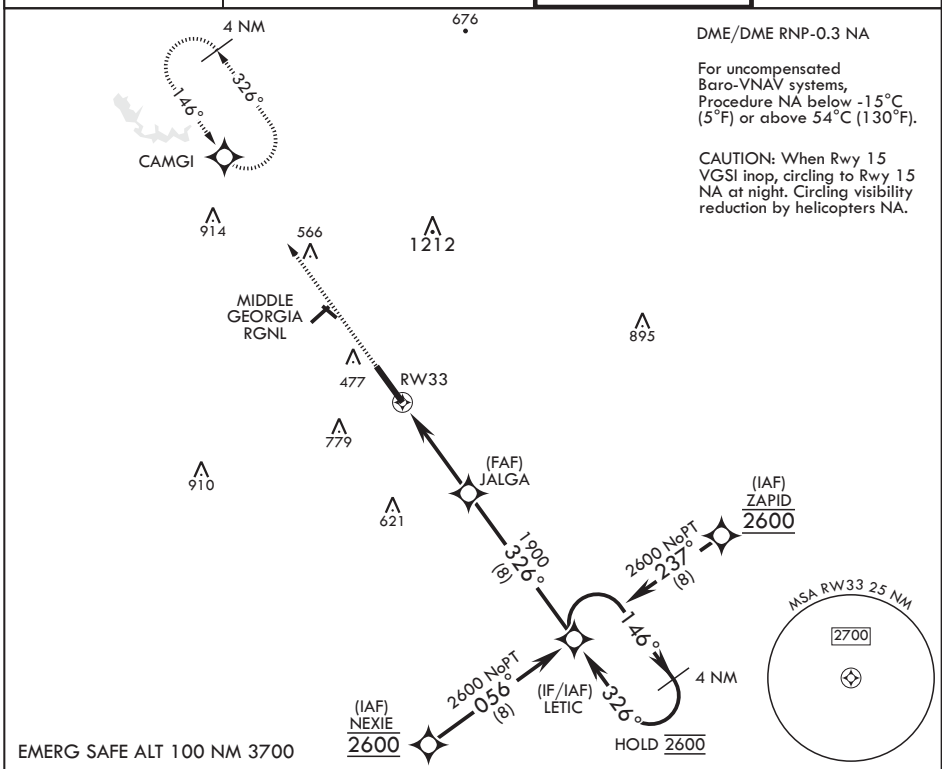 676
4 NM
326°
146°
CAMGI
DME/DME RNP-0.3 NA
For uncompensated
Baro-VNAV systems,
Procedure NA below -15°C
(5°F) or above 54°C (130°F).
CAUTION: When Rwy 15
VGSI inop, circling to Rwy 15
NA at night. Circling visibility
reduction by helicopters NA.
914
566
1212
MIDDLE
GEORGIA
RGNL
895
477
RW33
779
910
(FAF)
JALGA
621
(IAF)
ZAPID
2600
1900
326°
(8)
2600 NoPT
237°
(8)
MSA RW33 25 NM
2700
146°
4 NM
326°
2600 NoPT
056°
(8)
(IF/IAF)
LETIC
(IAF)
NEXIE
2600
HOLD 2600
EMERG SAFE ALT 100 NM 3700